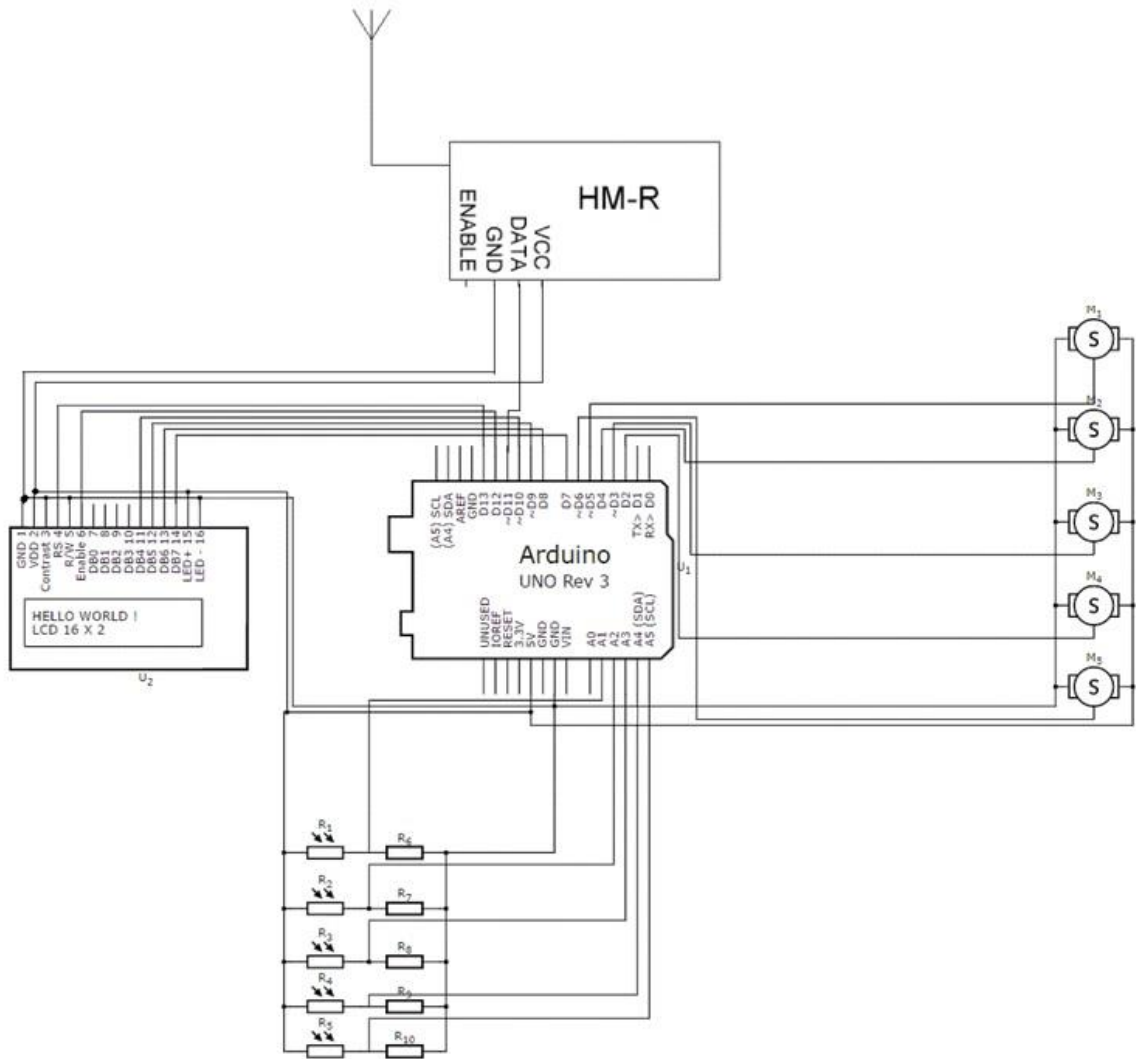 HM-R
ENABLE
GND
DATA
VCC
M1
M2
M3
M4
M5
(A5) SCL
(A4) SDA
AREF
GND
D13
D12
~D11
~D10
~D9
D8
D7
~D6
~D5
D4
~D3
D2
TX> D1
RX> D0
Arduino
UNO Rev 3
U1
UNUSED
IOREF
RESET
3.3V
5V
GND
GND
VIN
A0
A1
A2
A3
A4 (SDA)
A5 (SCL)
GND 1
VDD 2
Contrast 3
RS 4
R/W 5
Enable 6
DB0 7
DB1 8
DB2 9
DB3 10
DB4 11
DB5 12
DB6 13
DB7 14
LED+ 15
LED - 16
HELLO WORLD !
LCD 16 X 2
U2
R1
R6
R2
R7
R3
R8
R4
R9
R5
R10
S
S
S
S
S